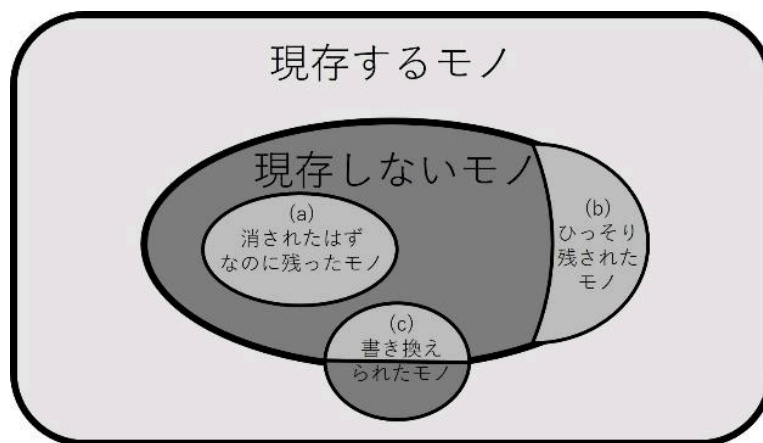 現存するモノ
現存しないモノ
(a)
消されたはず
なのに残ったモノ
(b)
ひっそり
残された
モノ
(c)
書き換え
られたモノ